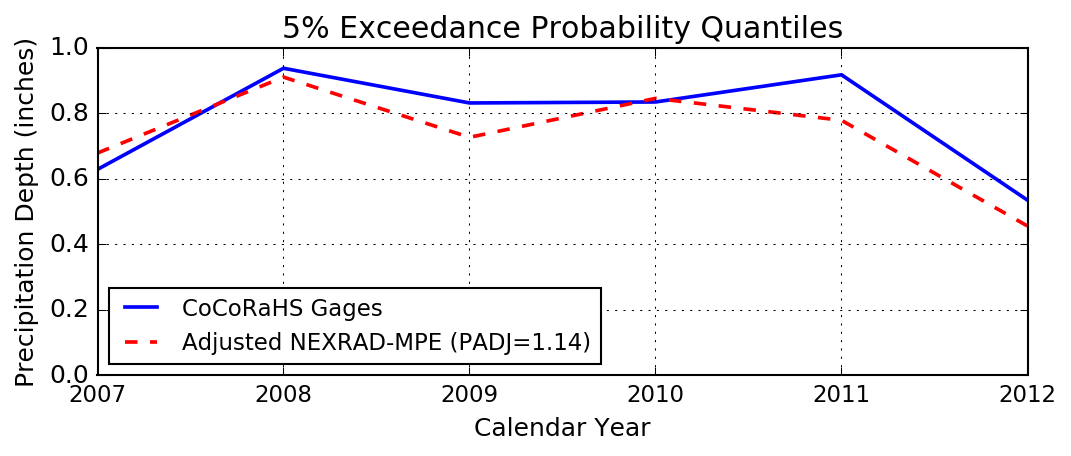 5% Exceedance Probability Quantiles
Precipitation Depth (inches)
1.0
0.8
0.6
0.4
0.2
0.0
CoCoRaHS Gages
Adjusted NEXRAD-MPE (PADJ=1.14)
2007 2008 2009 2010 2011 2012
Calendar Year